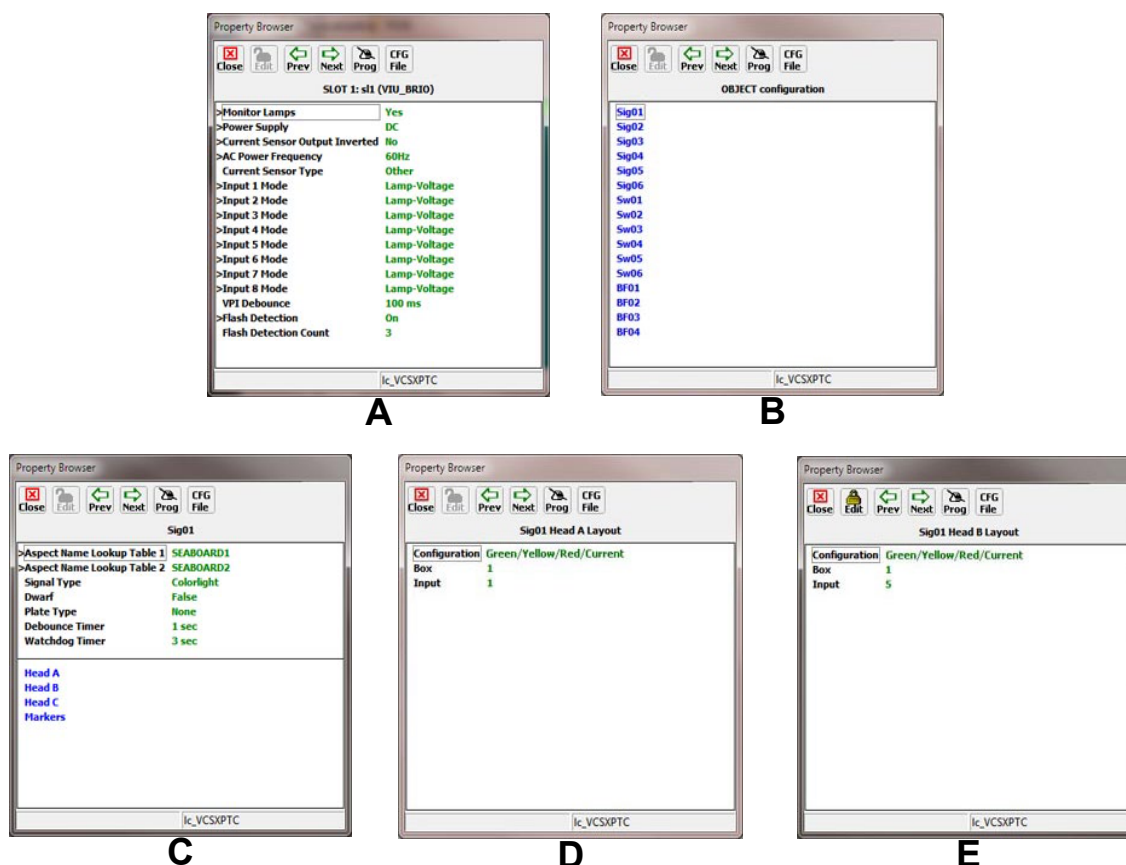 Property Browser
Close Edit Prev Next Prog CFG File
SLOT 1: sl1 (VIU_BRIO)
>Monitor Lamps Yes
>Power Supply DC
>Current Sensor Output Inverted No
>AC Power Frequency 60Hz
Current Sensor Type Other
>Input 1 Mode Lamp-Voltage
>Input 2 Mode Lamp-Voltage
>Input 3 Mode Lamp-Voltage
>Input 4 Mode Lamp-Voltage
>Input 5 Mode Lamp-Voltage
>Input 6 Mode Lamp-Voltage
>Input 7 Mode Lamp-Voltage
>Input 8 Mode Lamp-Voltage
VPI Debounce 100 ms
>Flash Detection On
Flash Detection Count 3
lc_VCSXPTC
A
Property Browser
Close Edit Prev Next Prog CFG File
OBJECT configuration
Sig01
Sig02
Sig03
Sig04
Sig05
Sig06
Sw01
Sw02
Sw03
Sw04
Sw05
Sw06
BF01
BF02
BF03
BF04
lc_VCSXPTC
B
Property Browser
Close Edit Prev Next Prog CFG File
Sig01
>Aspect Name Lookup Table 1 SEABOARD1
>Aspect Name Lookup Table 2 SEABOARD2
Signal Type Colorlight
Dwarf False
Plate Type None
Debounce Timer 1 sec
Watchdog Timer 3 sec
Head A
Head B
Head C
Markers
lc_VCSXPTC
C
Property Browser
Close Edit Prev Next Prog CFG File
Sig01 Head A Layout
Configuration Green/Yellow/Red/Current
Box 1
Input 1
lc_VCSXPTC
D
Property Browser
Close Edit Prev Next Prog CFG File
Sig01 Head B Layout
Configuration Green/Yellow/Red/Current
Box 1
Input 5
lc_VCSXPTC
E